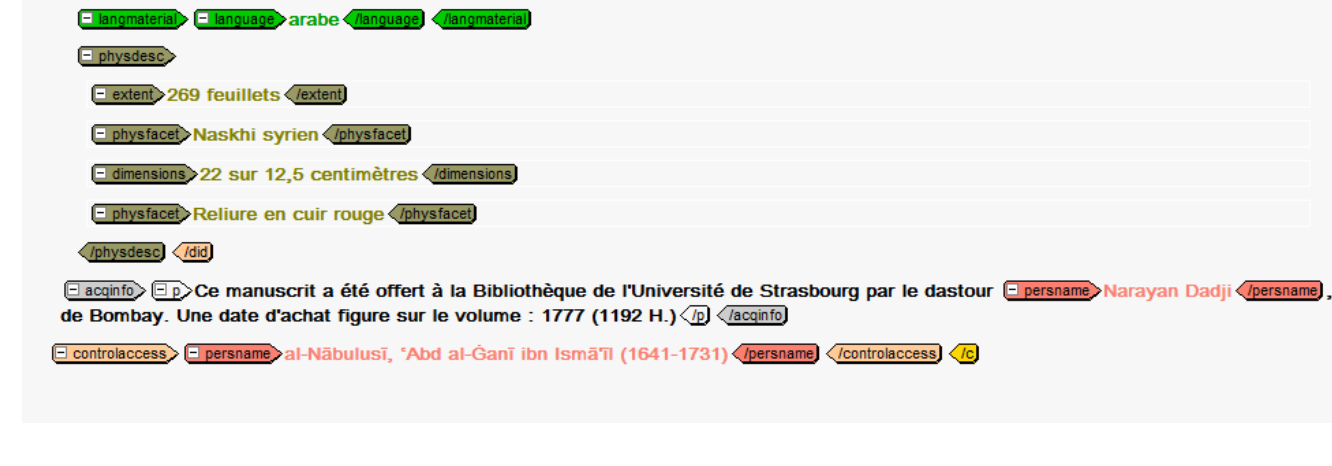 langmaterial language arabe /language /langmaterial
physdesc
extent 269 feuillets /extent
physfacet Naskhi syrien /physfacet
dimensions 22 sur 12,5 centimètres /dimensions
physfacet Reliure en cuir rouge /physfacet
/physdesc /did
acqinfo p Ce manuscrit a été offert à la Bibliothèque de l'Université de Strasbourg par le dastour persname Narayan Dadji /persname ,
de Bombay. Une date d'achat figure sur le volume : 1777 (1192 H.) /p /acqinfo
controlaccess persname al-Nābulusī, ʿAbd al-Ġanī ibn Ismāʿīl (1641-1731) /persname /controlaccess /c